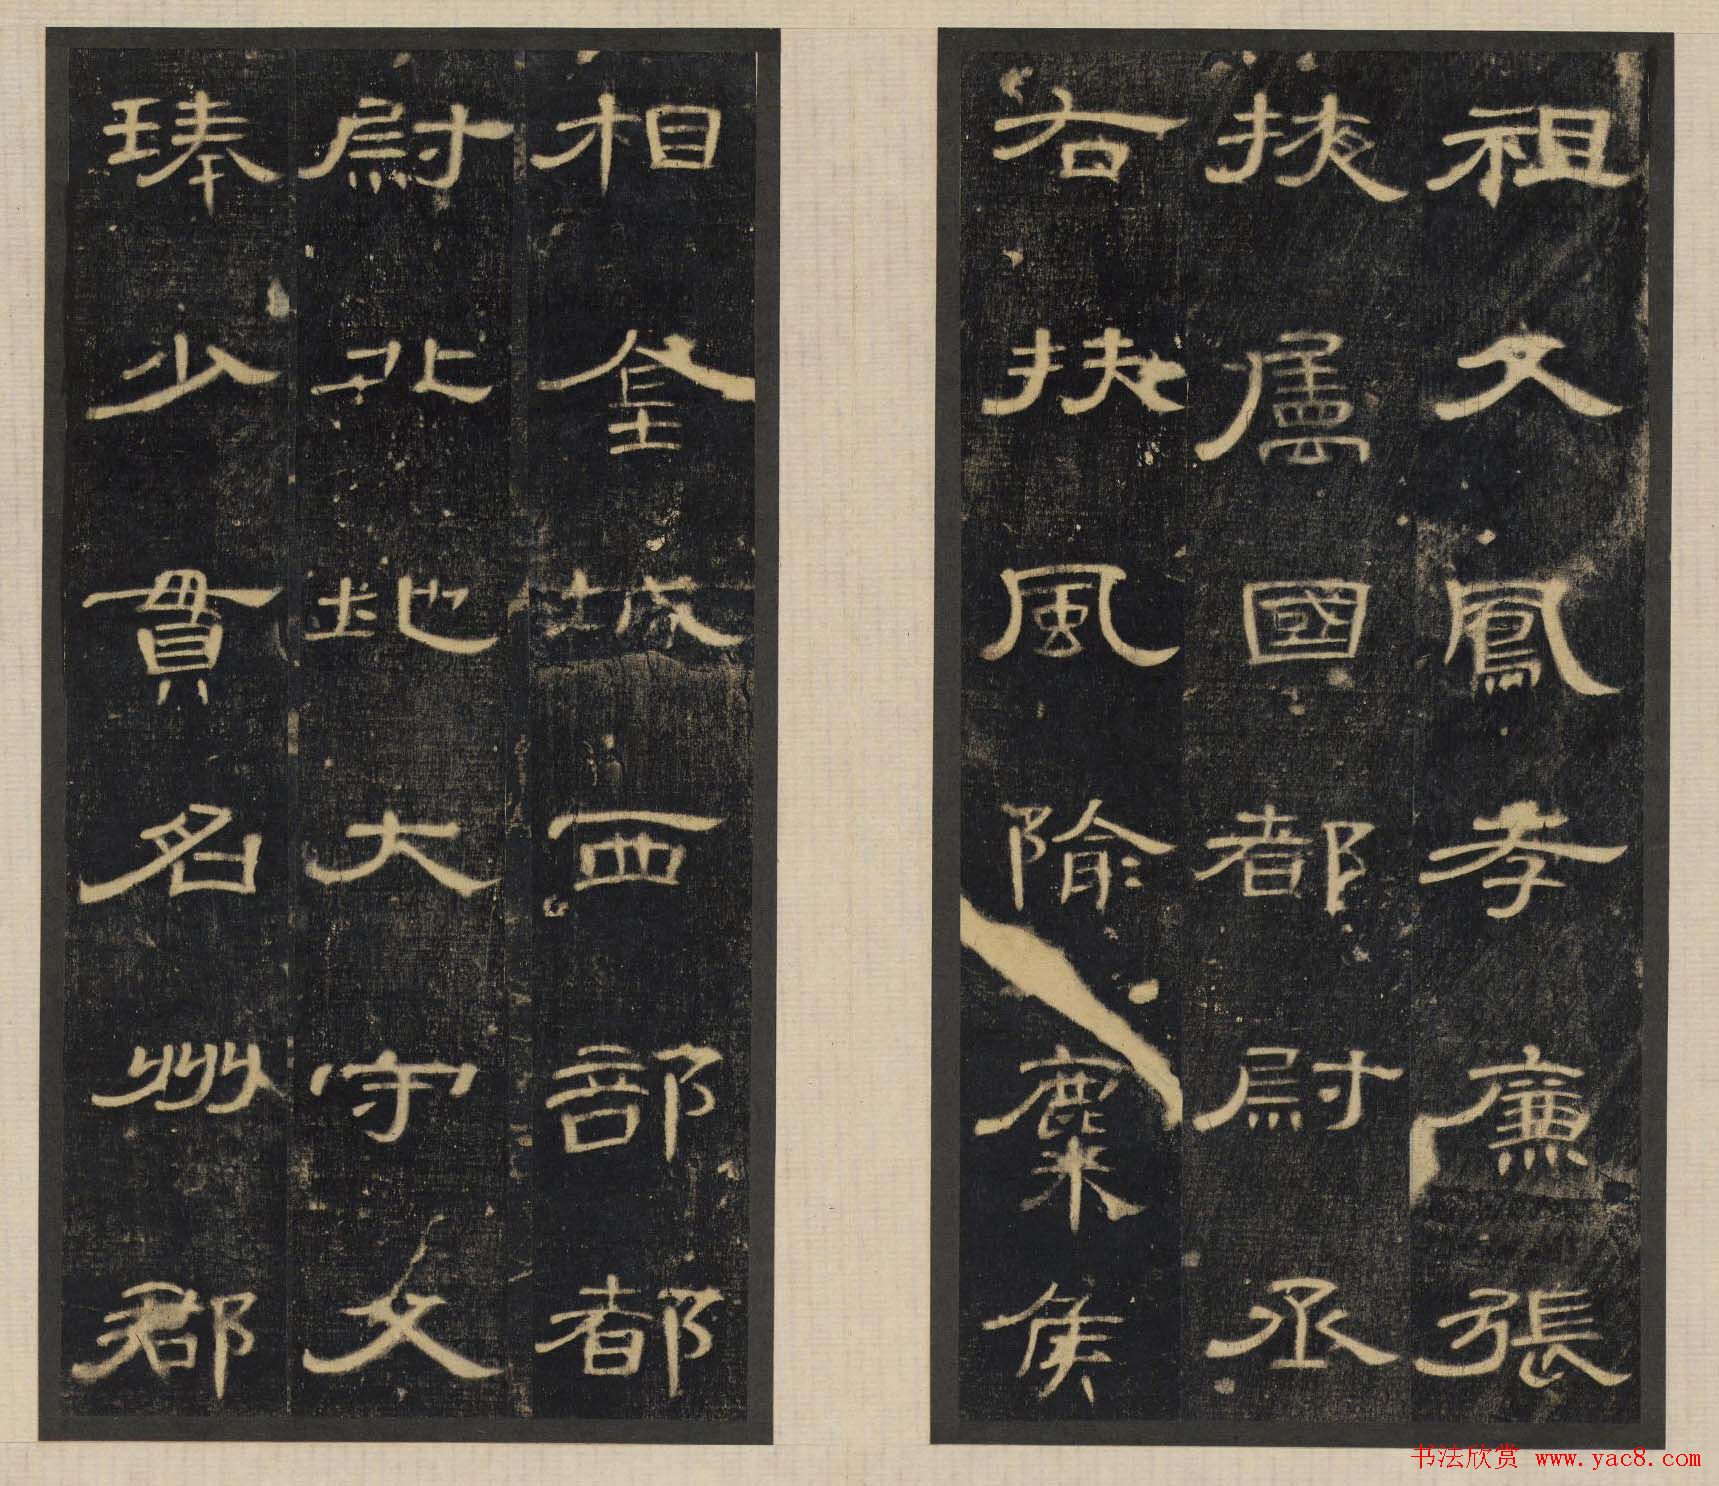 祖父鳳孝廉張
掖屬國都尉丞
右扶風隃麋侯
相金城西部都
尉北地大守父
琫少貫名州郡
书法欣赏 www.yac8.com